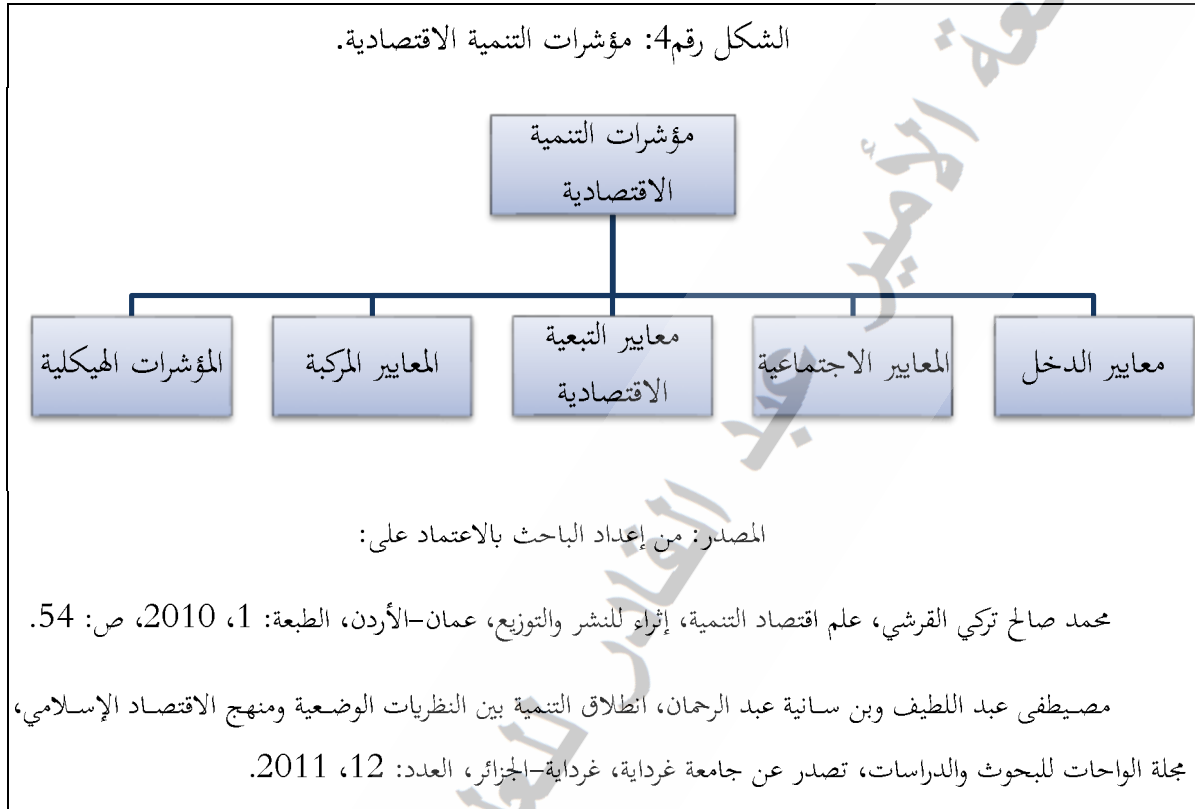 الشكل رقم4: مؤشرات التنمية الاقتصادية.
مؤشرات التنمية
الاقتصادية
معايير الدخل
المعايير الاجتماعية
معايير التبعية
الاقتصادية
المعايير المركبة
المؤشرات الهيكلية
المصدر: من إعداد الباحث بالاعتماد على:
محمد صالح تركي القرشي، علم اقتصاد التنمية، إثراء للنشر والتوزيع، عمان-الأردن، الطبعة: 1، 2010، ص: 54.
مصيطفى عبد اللطيف وبن سانية عبد الرحمان، انطلاق التنمية بين النظريات الوضعية ومنهج الاقتصاد الإسلامي،
مجلة الواحات للبحوث والدراسات، تصدر عن جامعة غرداية، غرداية-الجزائر، العدد: 12، 2011.
الأمير عبد القادر